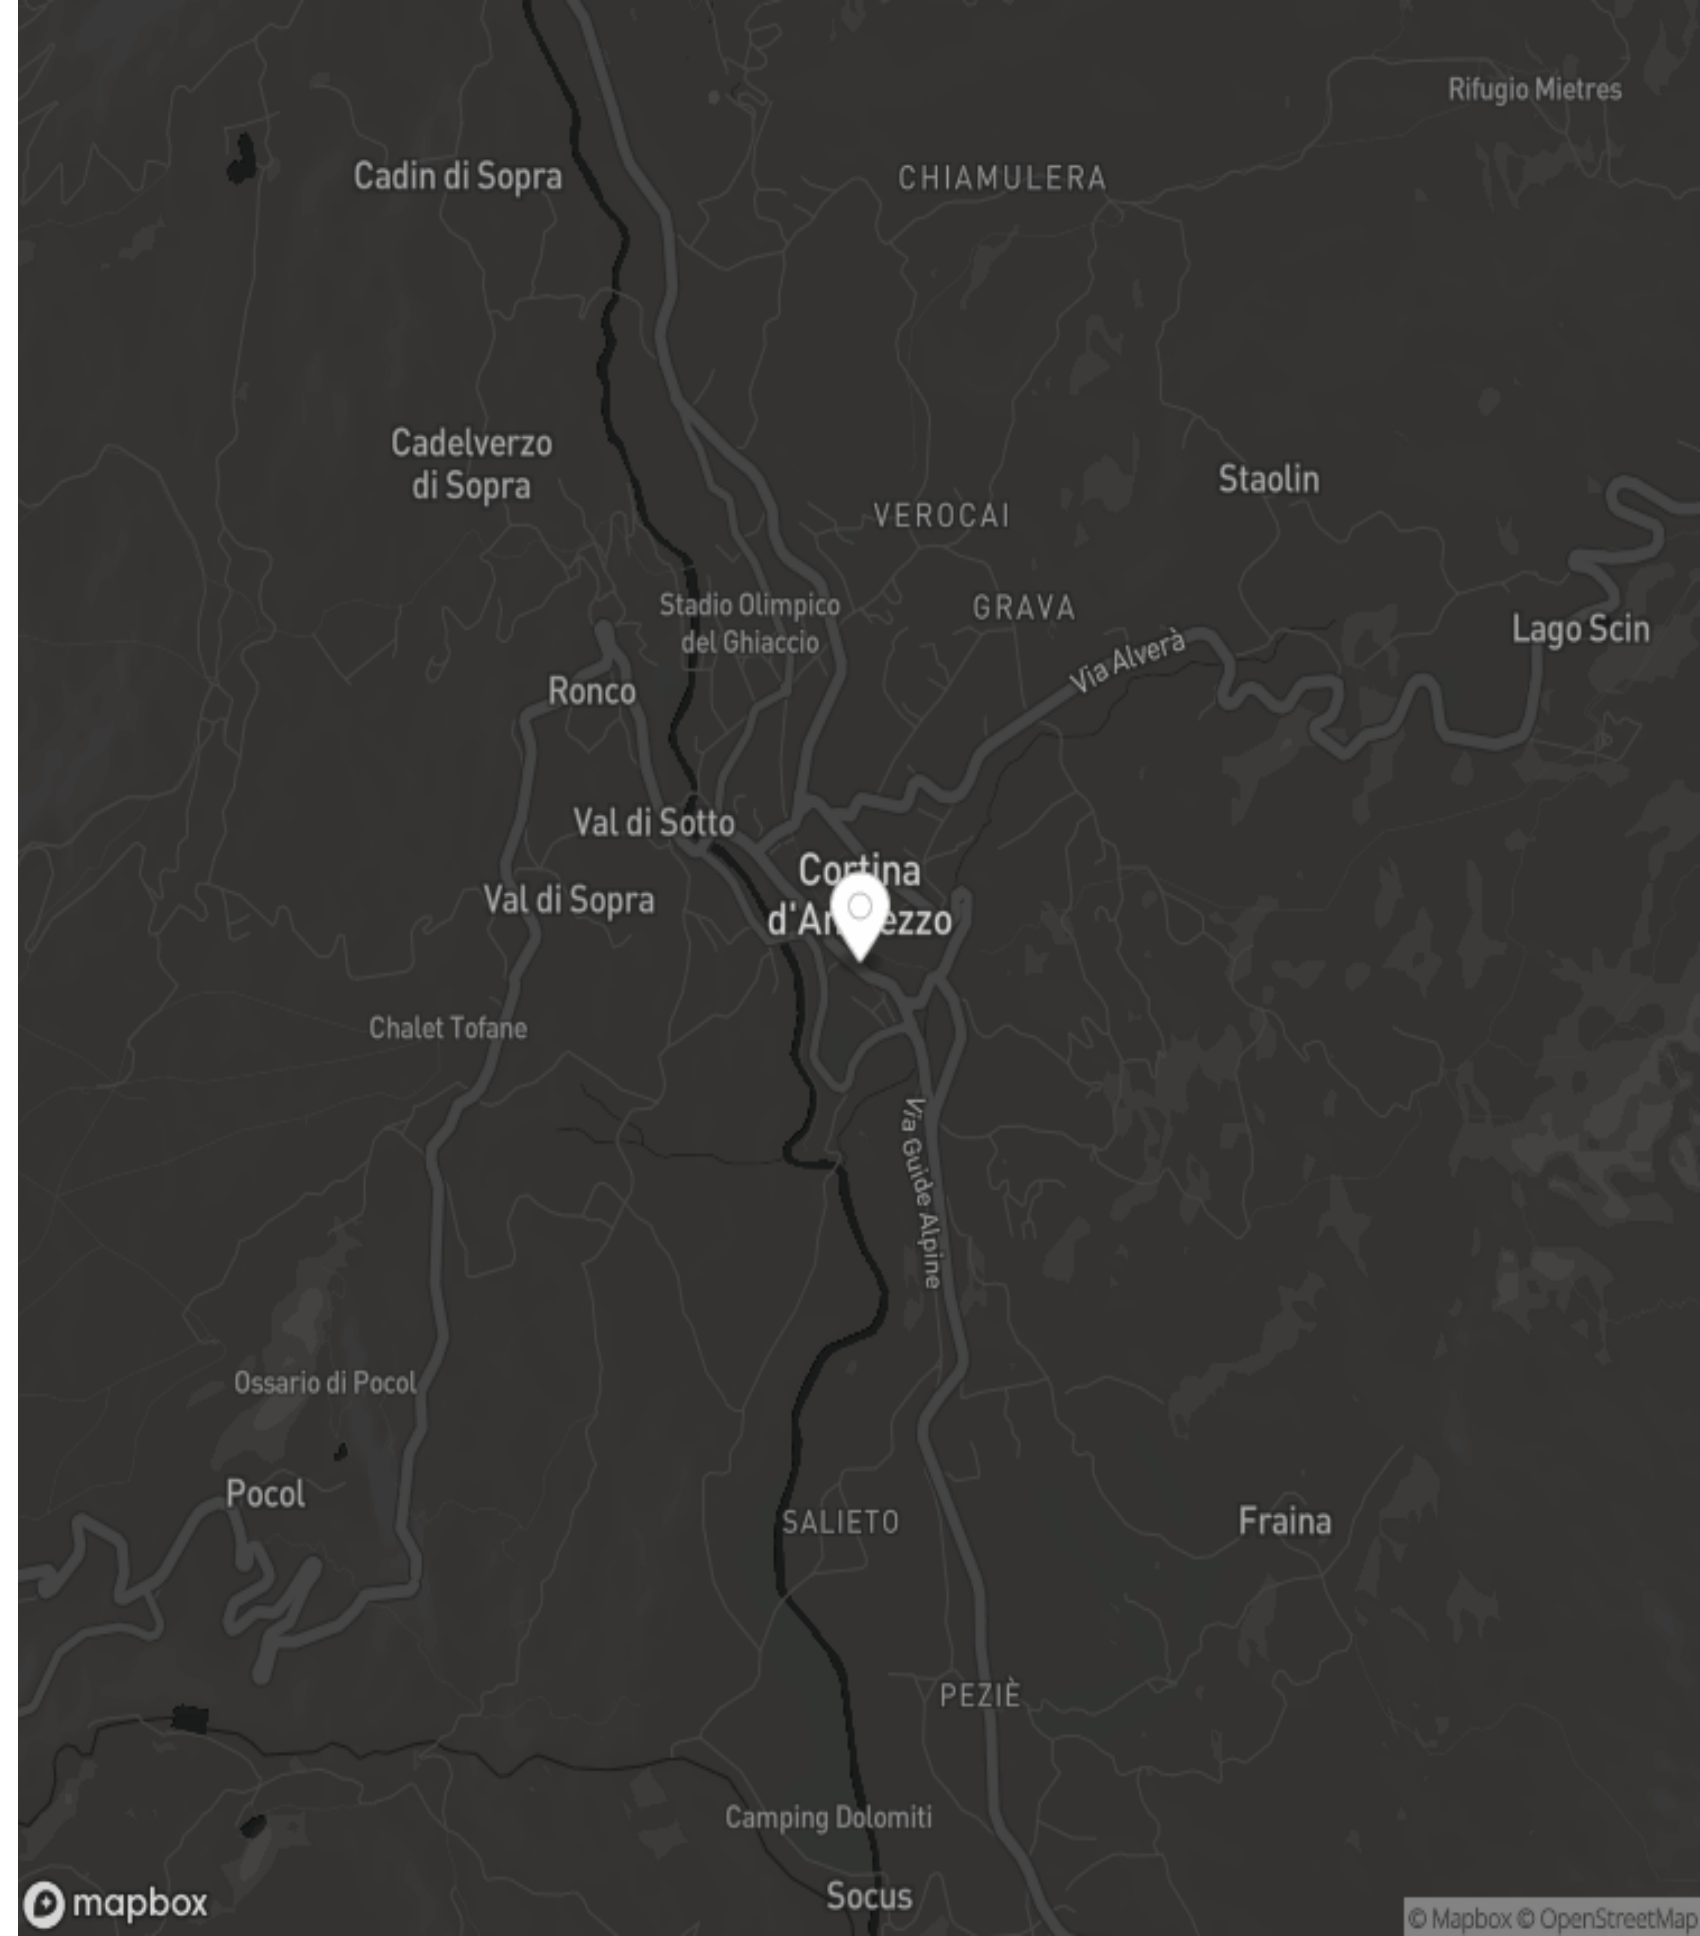 Rifugio Mietres
Cadin di Sopra
CHIAMULERA
Cadelverzo
di Sopra
Staolin
VEROCAI
Stadio Olimpico
del Ghiaccio
GRAVA
Lago Scin
Via Alverà
Ronco
Val di Sotto
Cortina
Val di Sopra
Chalet Tofane
Via Guide Alpine
Ossario di Pocol
Pocol
SALIETO
Fraina
PEZIÈ
Camping Dolomiti
Socus
mapbox
© Mapbox © OpenStreetMap